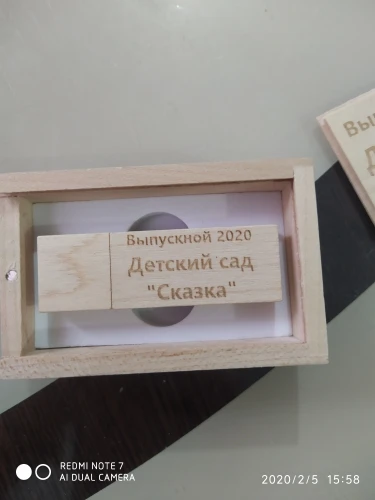 Выпускной 2020
Детский сад
"Сказка"
REDMI NOTE 7
AI DUAL CAMERA
2020/2/5 15:58